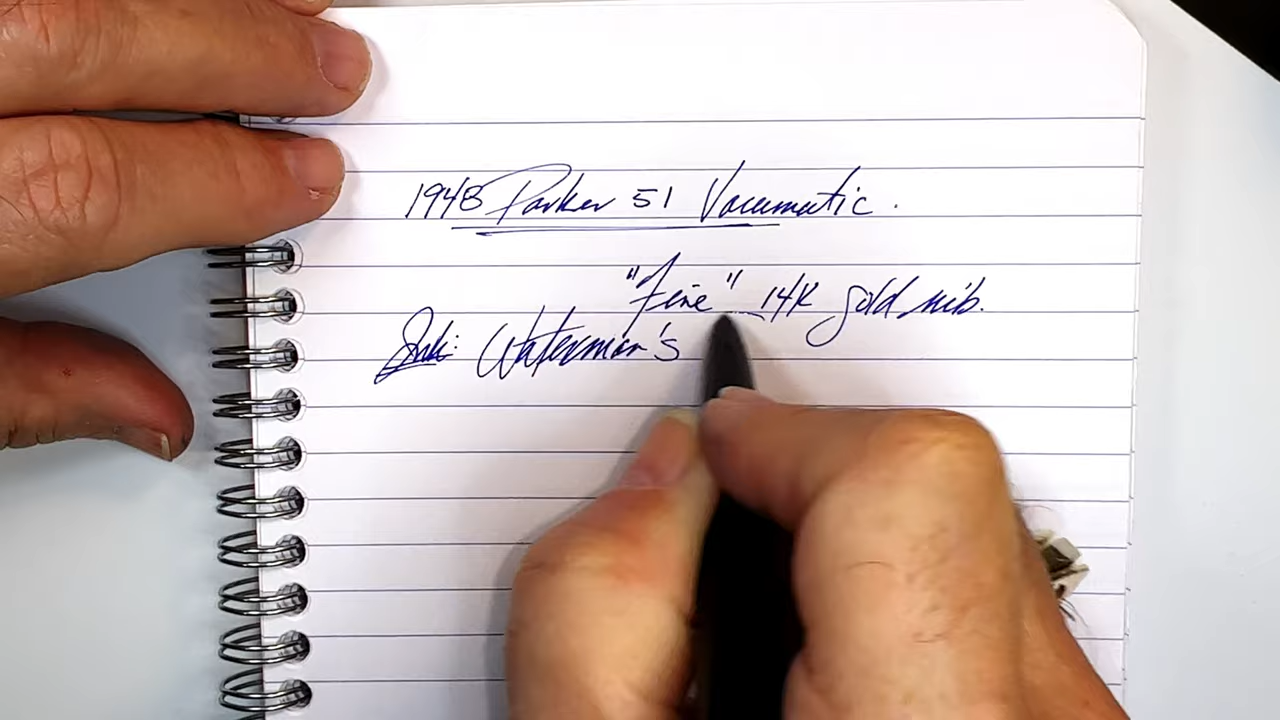 1948 Parker 51 Vacumatic.
"Fine" 14K gold nib.
Ink: Waterman's